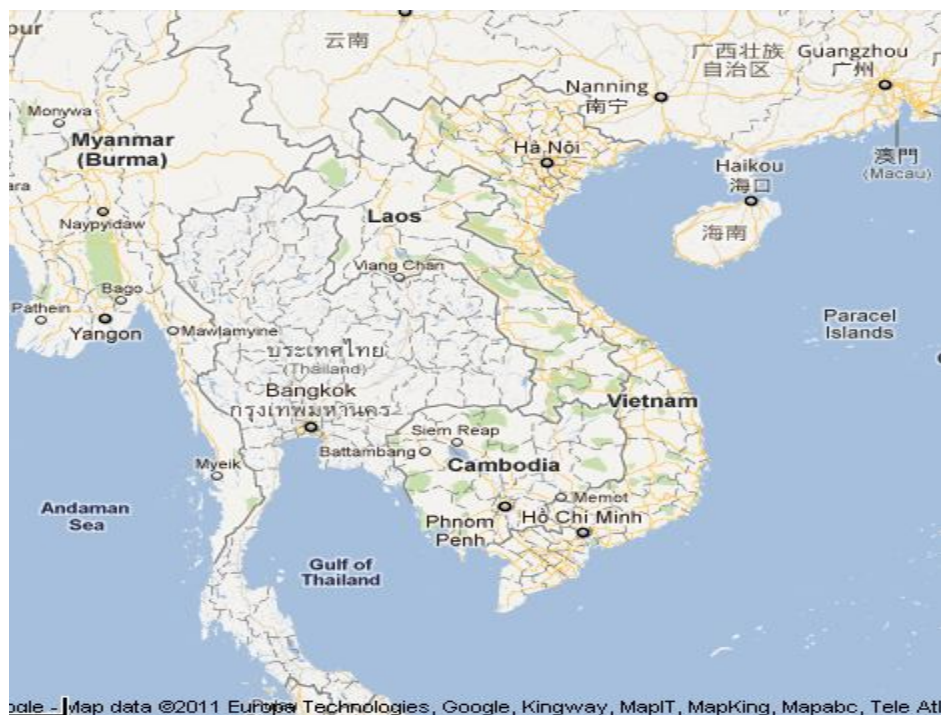 our
云南
广西壮族
自治区
Guangzhou
广州
Nanning
南宁
Monywa
Myanmar
(Burma)
Hà Nội
Haikou
海口
澳門
(Macau)
ara
Naypyidaw
Laos
海南
Viang Chan
Bago
Pathein
Yangon
Mawlamyine
Paracel
Islands
ประเทศไทย
(Thailand)
Bangkok
กรุงเทพมหานคร
Vietnam
Siem Reap
Battambang
Cambodia
Myeik
Memot
Andaman
Sea
Phnom
Penh
Hồ Chí Minh
Gulf of
Thailand
ogle - Map data ©2011 Europa Technologies, Google, Kingway, MapIT, MapKing, Mapabc, Tele Atl